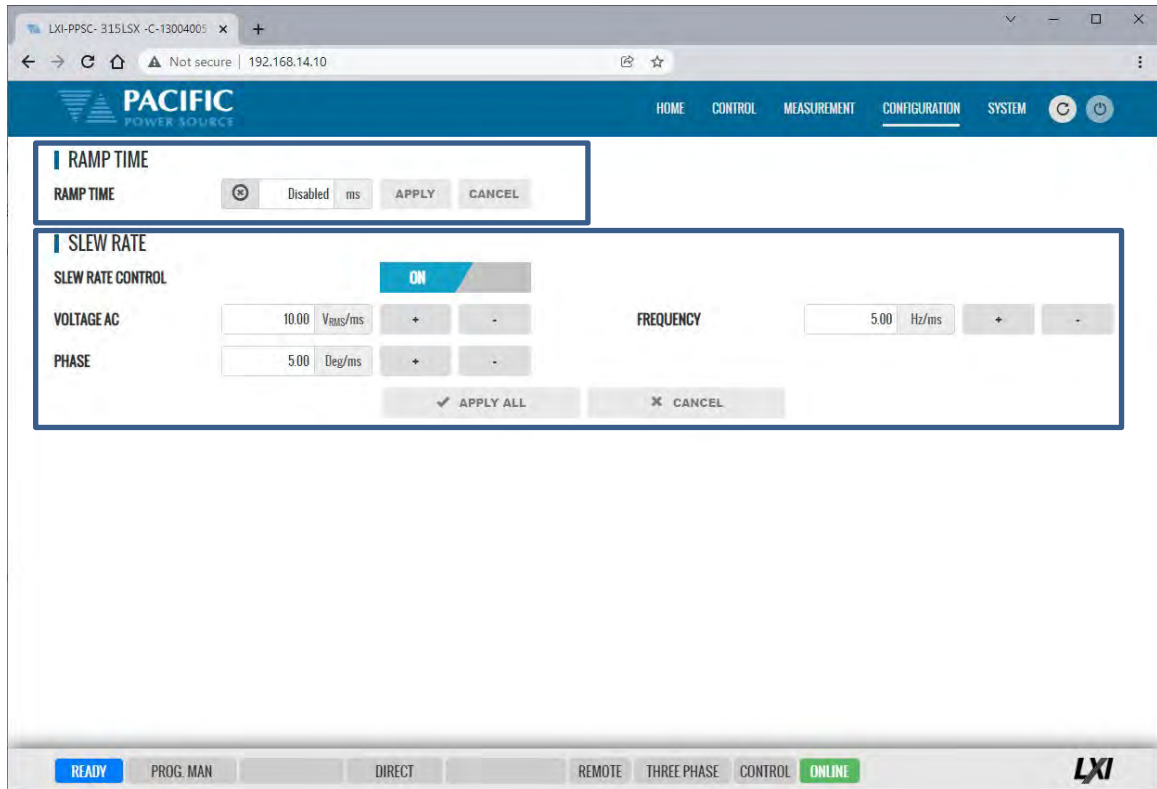 LXI-PPSC- 315LSX -C-13004005
Not secure | 192.168.14.10
PACIFIC
POWER SOURCE
HOME CONTROL MEASUREMENT CONFIGURATION SYSTEM
RAMP TIME
RAMP TIME Disabled ms APPLY CANCEL
SLEW RATE
SLEW RATE CONTROL ON
VOLTAGE AC 10.00 VRMS/ms + - FREQUENCY 5.00 Hz/ms + -
PHASE 5.00 Deg/ms + -
APPLY ALL CANCEL
READY PROG. MAN DIRECT REMOTE THREE PHASE CONTROL ONLINE LXI